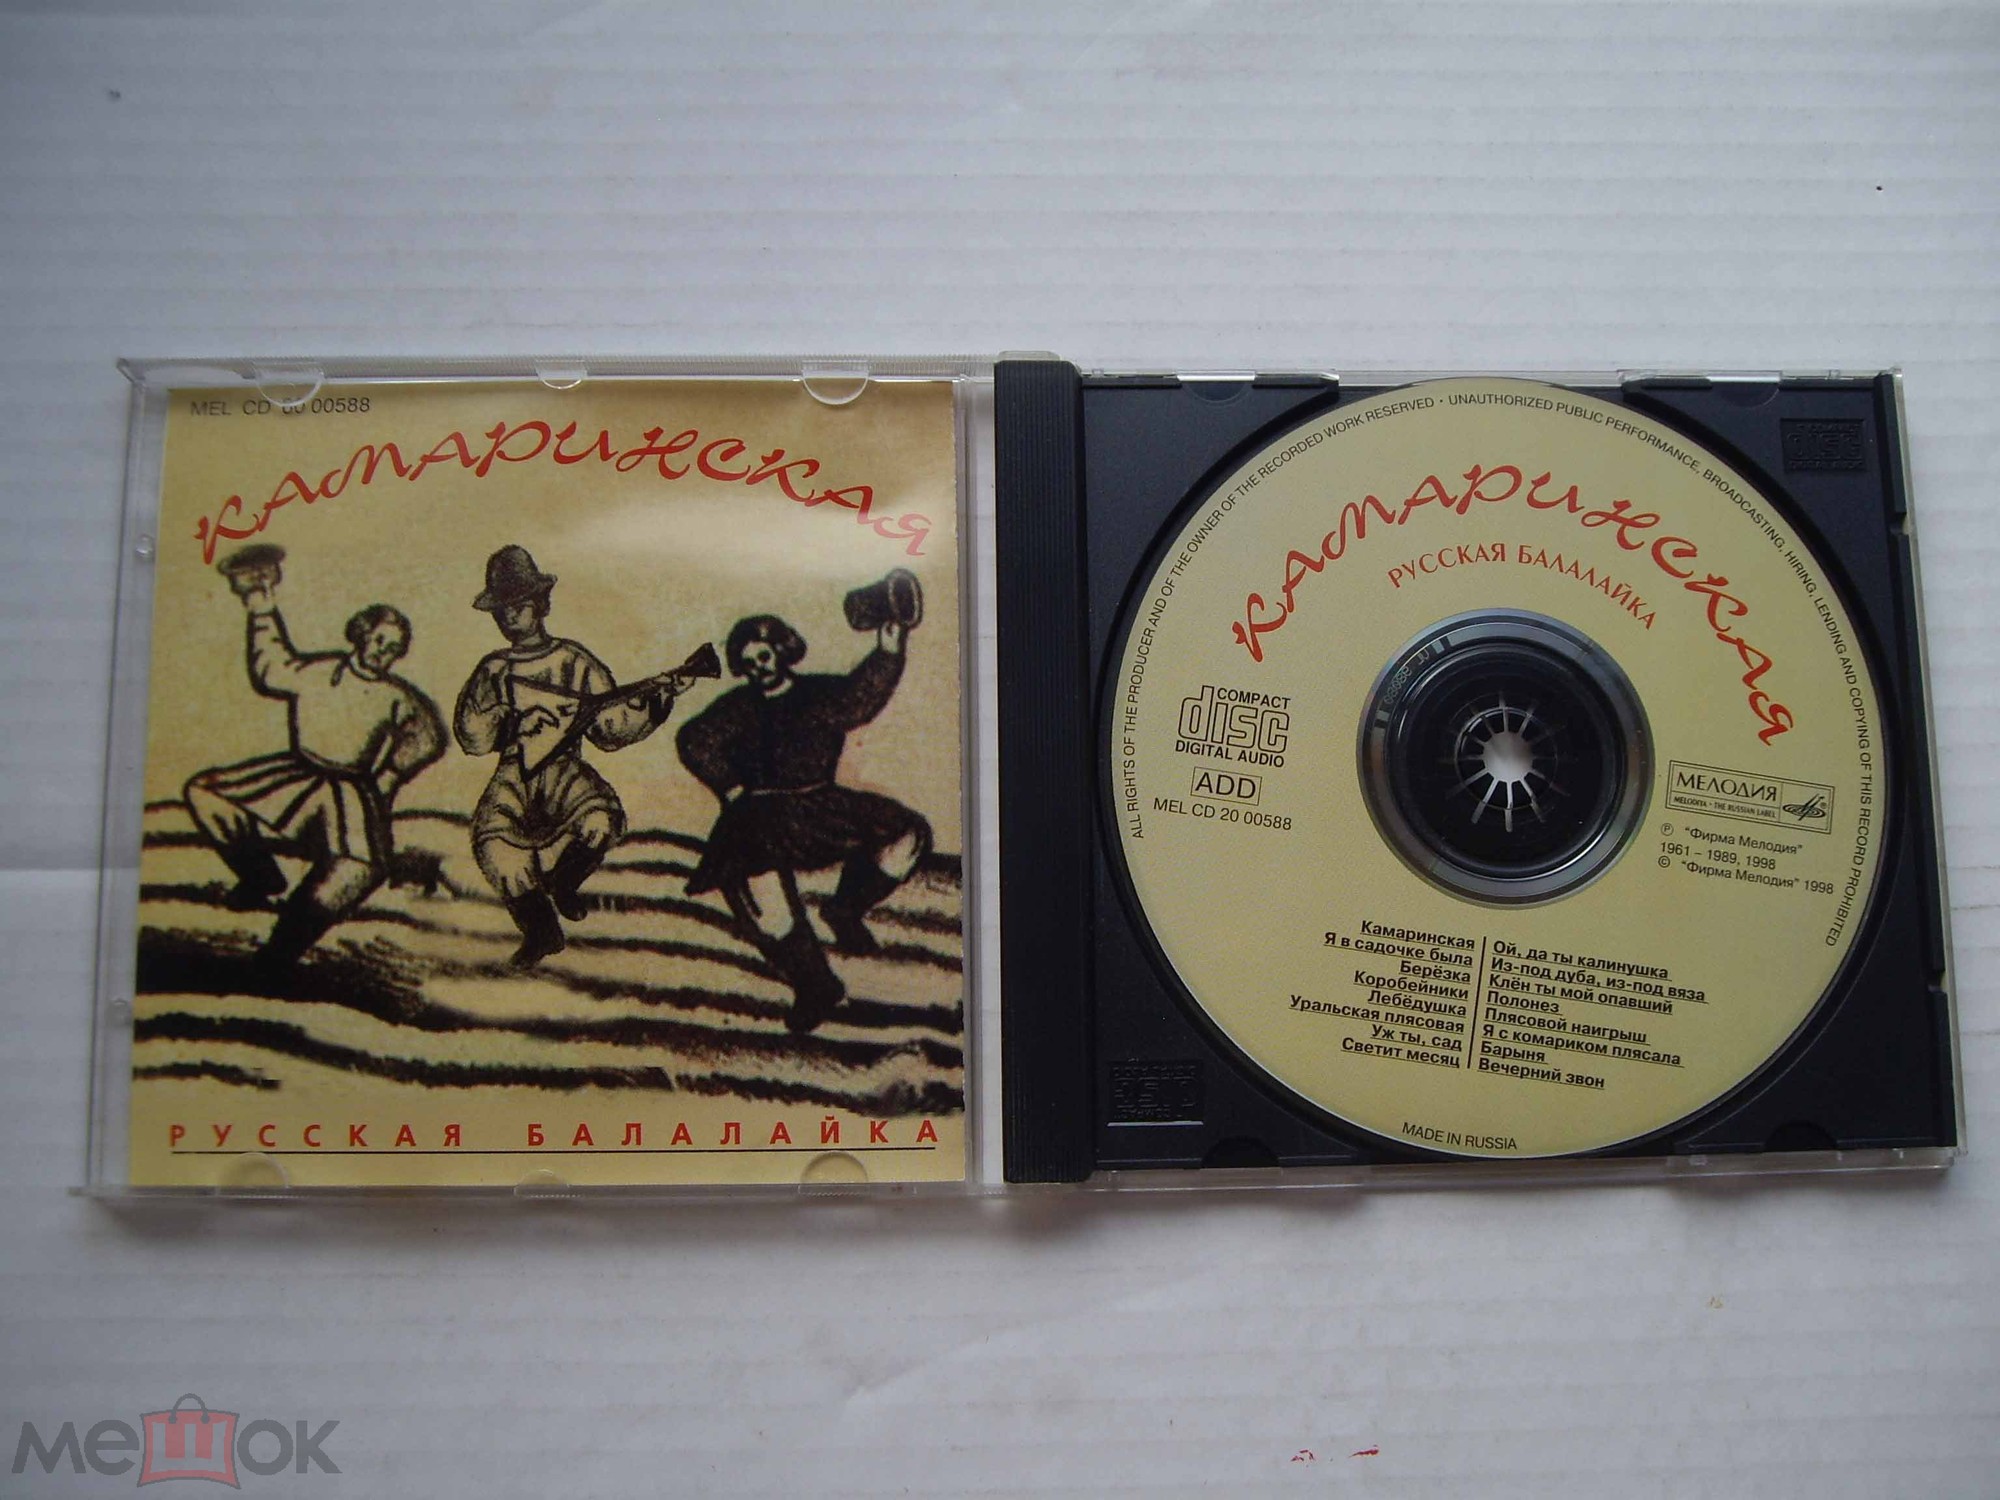 MEL CD 60 00588
КАМАРИНСКАЯ
РУССКАЯ БАЛАЛАЙКА
ALL RIGHTS OF THE PRODUCER AND OF THE OWNER OF THE RECORDED WORK RESERVED · UNAUTHORIZED PUBLIC PERFORMANCE, BROADCASTING, HIRING, LENDING AND COPYING OF THIS RECORD PROHIBITED
КАМАРИНСКАЯ
РУССКАЯ БАЛАЛАЙКА
COMPACT
disc
DIGITAL AUDIO
ADD
MEL CD 20 00588
МЕЛОДИЯ
MELODIYA • THE RUSSIAN LABEL
℗ "Фирма Мелодия"
1961 – 1989, 1998
© "Фирма Мелодия" 1998
Камаринская
Я в садочке была
Берёзка
Коробейники
Лебёдушка
Уральская плясовая
Уж ты, сад
Светит месяц
Ой, да ты калинушка
Из-под дуба, из-под вяза
Клён ты мой опавший
Полонез
Плясовой наигрыш
Я с комариком плясала
Барыня
Вечерний звон
MADE IN RUSSIA
мешок